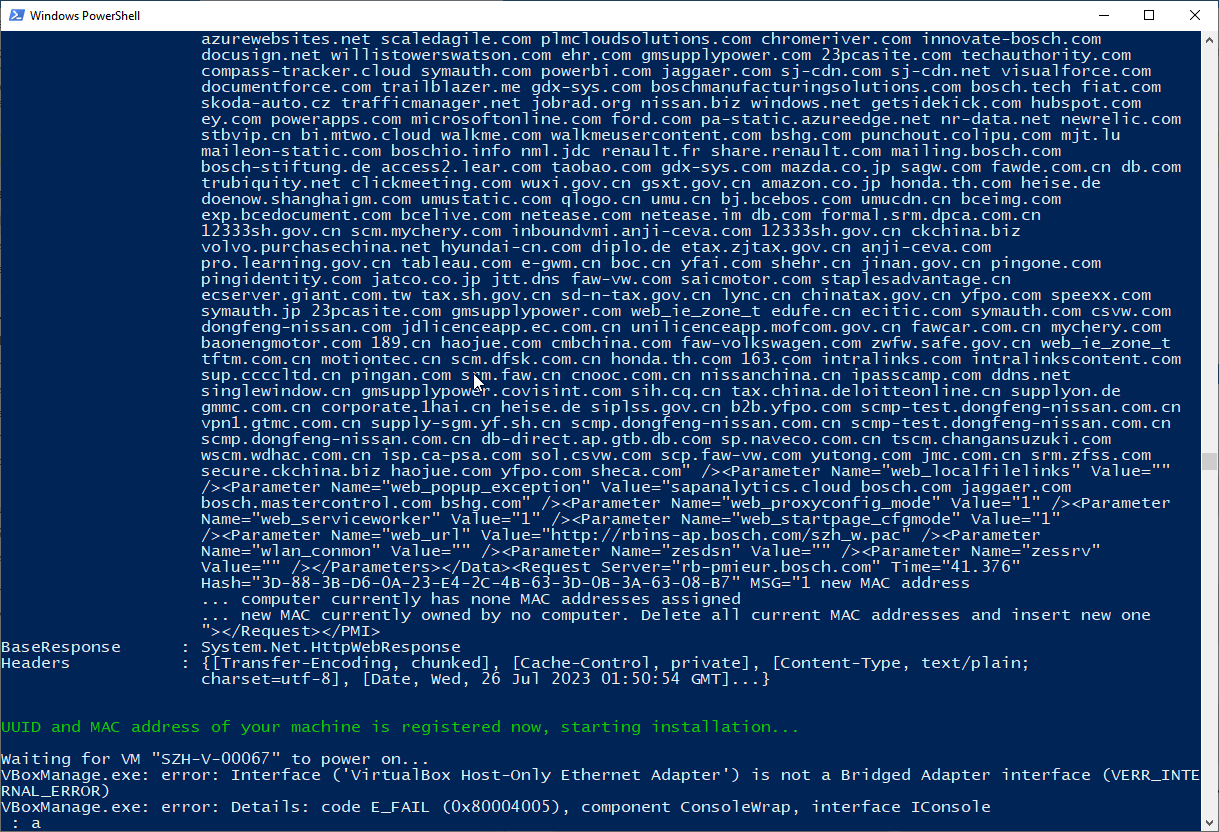 Windows PowerShell
azurewebsites.net scaledagile.com plmcloudsolutions.com chromeriver.com innovate-bosch.com
docusign.net willistowerswatson.com ehr.com gmsupplypower.com 23pcasite.com techauthority.com
compass-tracker.cloud symauth.com powerbi.com jaggaer.com sj-cdn.com sj-cdn.net visualforce.com
documentforce.com trailblazer.me gdx-sys.com boschmanufacturingsolutions.com bosch.tech fiat.com
skoda-auto.cz trafficmanager.net jobrad.org nissan.biz windows.net getsidekick.com hubspot.com
ey.com powerapps.com microsoftonline.com ford.com pa-static.azureedge.net nr-data.net newrelic.com
stbvip.cn bi.mtwo.cloud walkme.com walkmeusercontent.com bshg.com punchout.colipu.com mjt.lu
maileon-static.com boschio.info nml.jdc renault.fr share.renault.com mailing.bosch.com
bosch-stiftung.de access2.lear.com taobao.com gdx-sys.com mazda.co.jp sagw.com fawde.com.cn db.com
trubiquity.net clickmeeting.com wuxi.gov.cn gsxt.gov.cn amazon.co.jp honda.th.com heise.de
doenow.shanghaigm.com umustatic.com qlogo.cn umu.cn bj.bcebos.com umucdn.cn bceimg.com
exp.bcedocument.com bcelive.com netease.com netease.im db.com formal.srm.dpca.com.cn
12333sh.gov.cn scm.mychery.com inboundvmi.anji-ceva.com 12333sh.gov.cn ckchina.biz
volvo.purchasechina.net hyundai-cn.com diplo.de etax.zjtax.gov.cn anji-ceva.com
pro.learning.gov.cn tableau.com e-gwm.cn boc.cn yfai.com shehr.cn jinan.gov.cn pingone.com
pingidentity.com jatco.co.jp jtt.dns faw-vw.com saicmotor.com staplesadvantage.cn
ecserver.giant.com.tw tax.sh.gov.cn sd-n-tax.gov.cn lync.cn chinatax.gov.cn yfpo.com speexx.com
symauth.jp 23pcasite.com gmsupplypower.com web_ie_zone_t edufe.cn ecitic.com symauth.com csvw.com
dongfeng-nissan.com jdlicenceapp.ec.com.cn unilicenceapp.mofcom.gov.cn fawcar.com.cn mychery.com
baonengmotor.com 189.cn haojue.com cmbchina.com faw-volkswagen.com zwfw.safe.gov.cn web_ie_zone_t
tftm.com.cn motiontec.cn scm.dfsk.com.cn honda.th.com 163.com intralinks.com intralinkscontent.com
sup.ccccltd.cn pingan.com srm.faw.cn cnooc.com.cn nissanchina.cn ipasscamp.com ddns.net
singlewindow.cn gmsupplypower.covisint.com sih.cq.cn tax.china.deloitteonline.cn supplyon.de
gmmc.com.cn corporate.1hai.cn heise.de siplss.gov.cn b2b.yfpo.com scmp-test.dongfeng-nissan.com.cn
vpn1.gtmc.com.cn supply-sgm.yf.sh.cn scmp.dongfeng-nissan.com.cn scmp-test.dongfeng-nissan.com.cn
scmp.dongfeng-nissan.com.cn db-direct.ap.gtb.db.com sp.naveco.com.cn tscm.changansuzuki.com
wscm.wdhac.com.cn isp.ca-psa.com sol.csvw.com scp.faw-vw.com yutong.com jmc.com.cn srm.zfss.com
secure.ckchina.biz haojue.com yfpo.com sheca.com" /><Parameter Name="web_localfilelinks" Value=""
/><Parameter Name="web_popup_exception" Value="sapanalytics.cloud bosch.com jaggaer.com
bosch.mastercontrol.com bshg.com" /><Parameter Name="web_proxyconfig_mode" Value="1" /><Parameter
Name="web_serviceworker" Value="1" /><Parameter Name="web_startpage_cfgmode" Value="1"
/><Parameter Name="web_url" Value="http://rbins-ap.bosch.com/szh_w.pac" /><Parameter
Name="wlan_conmon" Value="" /><Parameter Name="zesdsn" Value="" /><Parameter Name="zessrv"
Value="" /></Parameters></Data><Request Server="rb-pmieur.bosch.com" Time="41.376"
Hash="3D-88-3B-D6-0A-23-E4-2C-4B-63-3D-0B-3A-63-08-B7" MSG="1 new MAC address
... computer currently has none MAC addresses assigned
... new MAC currently owned by no computer. Delete all current MAC addresses and insert new one
"></Request></PMI>
BaseResponse : System.Net.HttpWebResponse
Headers : {[Transfer-Encoding, chunked], [Cache-Control, private], [Content-Type, text/plain;
charset=utf-8], [Date, Wed, 26 Jul 2023 01:50:54 GMT]...}
UUID and MAC address of your machine is registered now, starting installation...
Waiting for VM "SZH-V-00067" to power on...
VBoxManage.exe: error: Interface ('VirtualBox Host-Only Ethernet Adapter') is not a Bridged Adapter interface (VERR_INTE
RNAL_ERROR)
VBoxManage.exe: error: Details: code E_FAIL (0x80004005), component ConsoleWrap, interface IConsole
: a